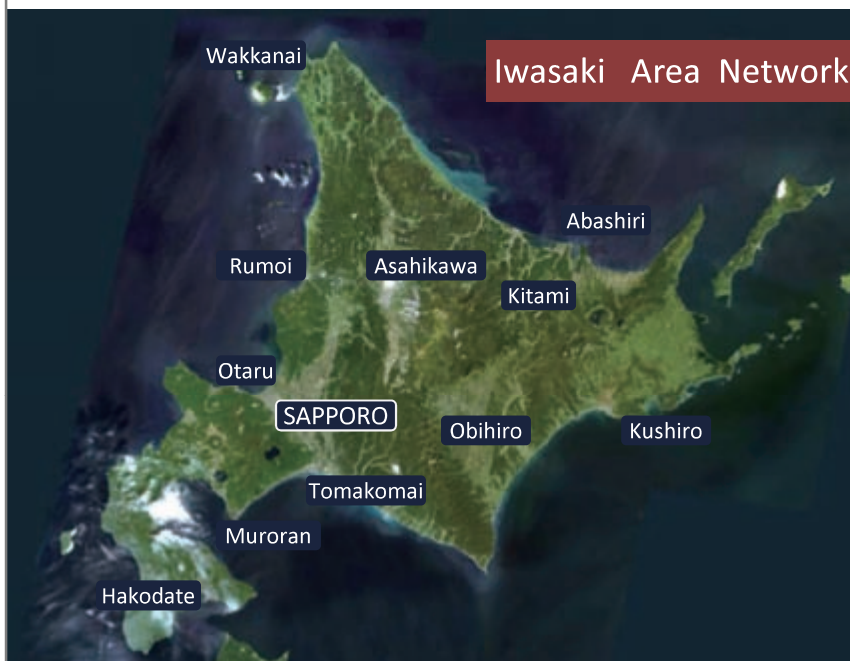 Wakkanai
Iwasaki Area Network
Abashiri
Rumoi
Asahikawa
Kitami
Otaru
SAPPORO
Obihiro
Kushiro
Tomakomai
Muroran
Hakodate